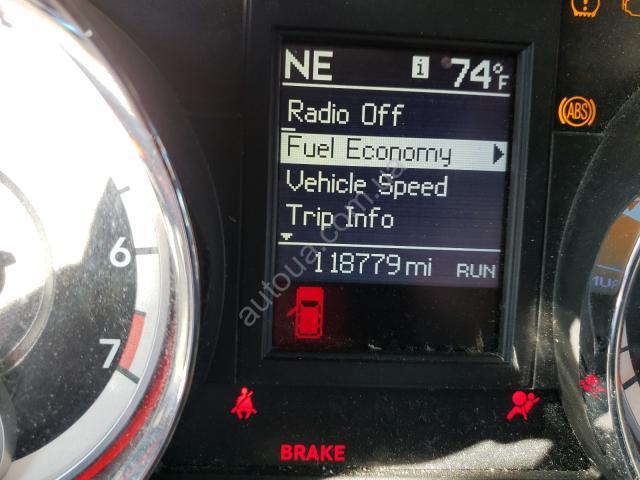 NE i 74°F
ABS
Radio Off
Fuel Economy
Vehicle Speed
Trip Info
118779 mi RUN
6
7
BRAKE
autoua.com.ua